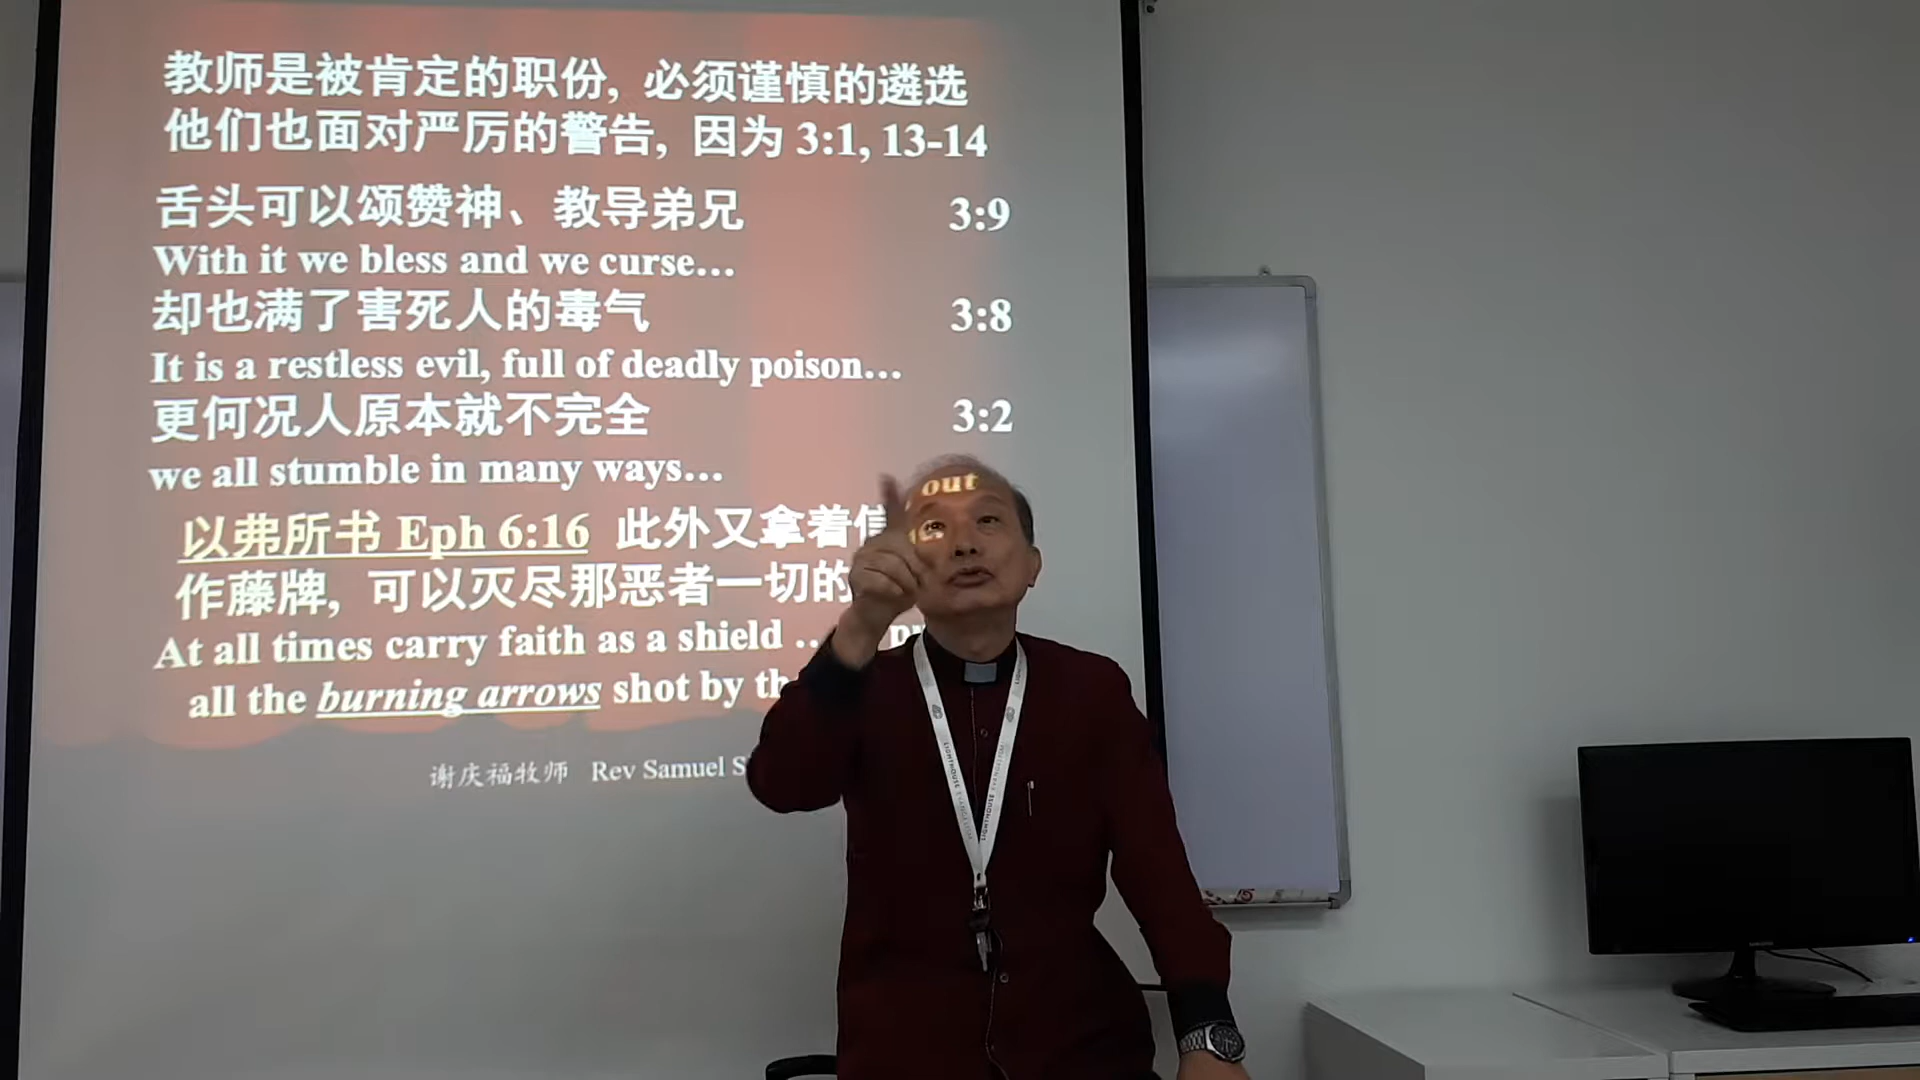 教师是被肯定的职份, 必须谨慎的遴选
他们也面对严厉的警告, 因为 3:1, 13-14
舌头可以颂赞神、教导弟兄 3:9
With it we bless and we curse...
却也满了害死人的毒气 3:8
It is a restless evil, full of deadly poison...
更何况人原本就不完全 3:2
we all stumble in many ways...
out
以弗所书 Eph 6:16 此外又拿着信
作藤牌, 可以灭尽那恶者一切的
At all times carry faith as a shield ...
all the burning arrows shot by
谢庆福牧师 Rev Samuel
LIGHTHOUSE EVANGELISM
LIGHTHOUSE EVANGELISM
SAMSUNG